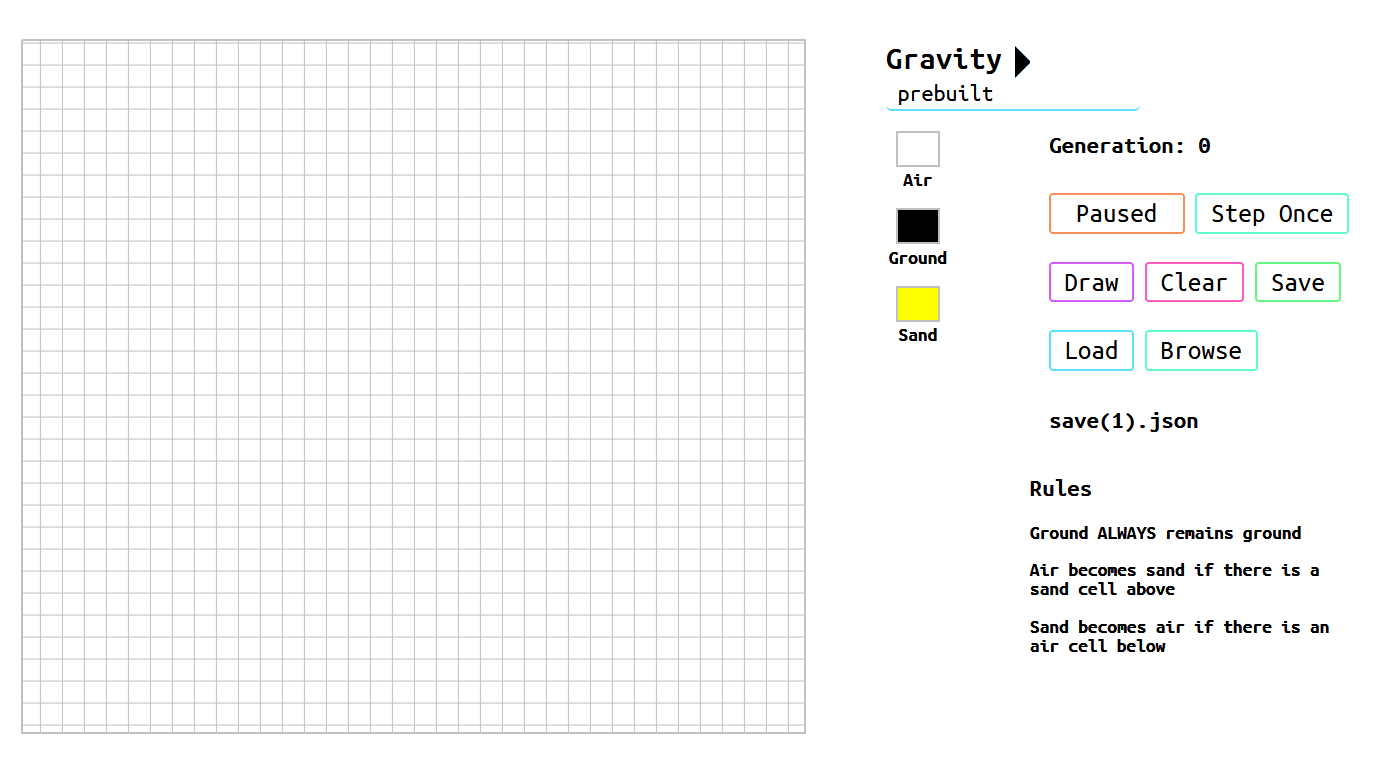 Gravity
prebuilt
Generation: 0
Air
Ground
Sand
Paused
Step Once
Draw
Clear
Save
Load
Browse
save(1).json
Rules
Ground ALWAYS remains ground
Air becomes sand if there is a
sand cell above
Sand becomes air if there is an
air cell below